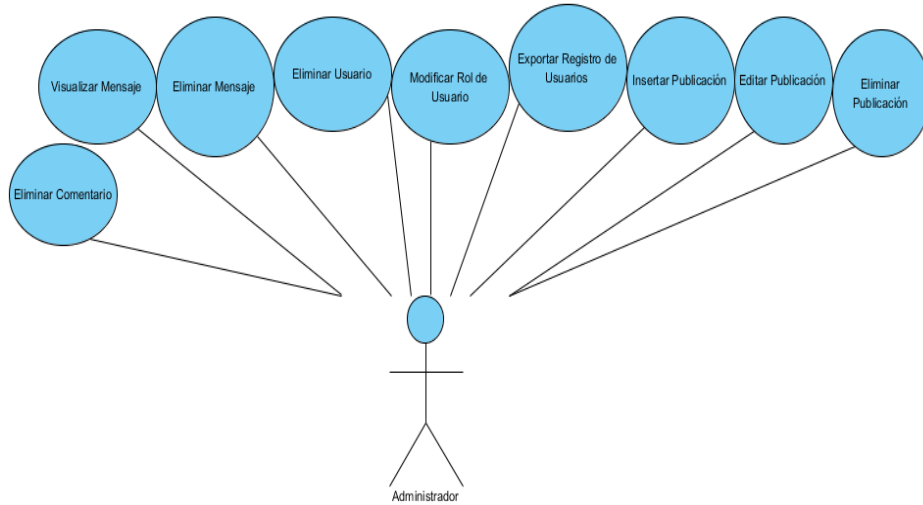 Visualizar Mensaje
Eliminar Mensaje
Eliminar Usuario
Modificar Rol de
Usuario
Exportar Registro de
Usuarios
Insertar Publicación
Editar Publicación
Eliminar
Publicación
Eliminar Comentario
Administrador